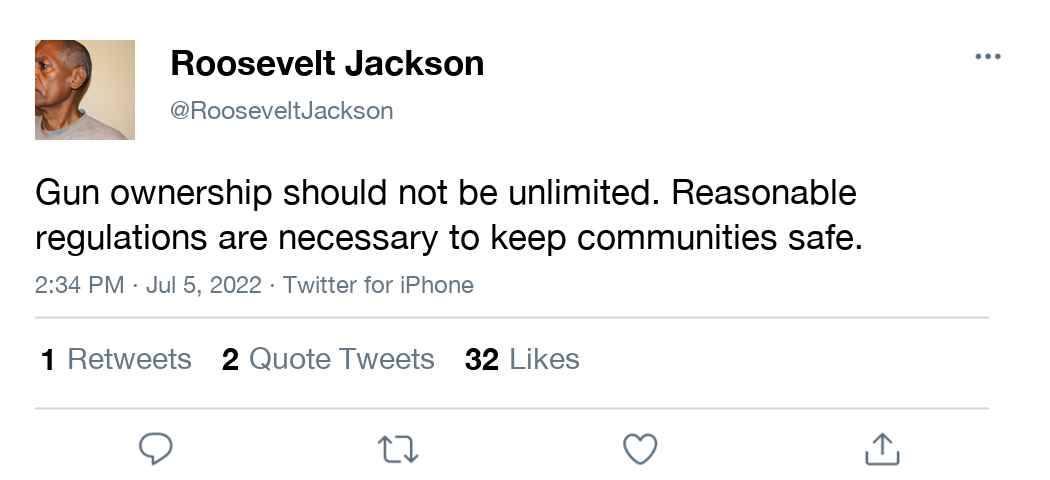 Roosevelt Jackson
@RooseveltJackson
Gun ownership should not be unlimited. Reasonable
regulations are necessary to keep communities safe.
2:34 PM · Jul 5, 2022 · Twitter for iPhone
1 Retweets 2 Quote Tweets 32 Likes